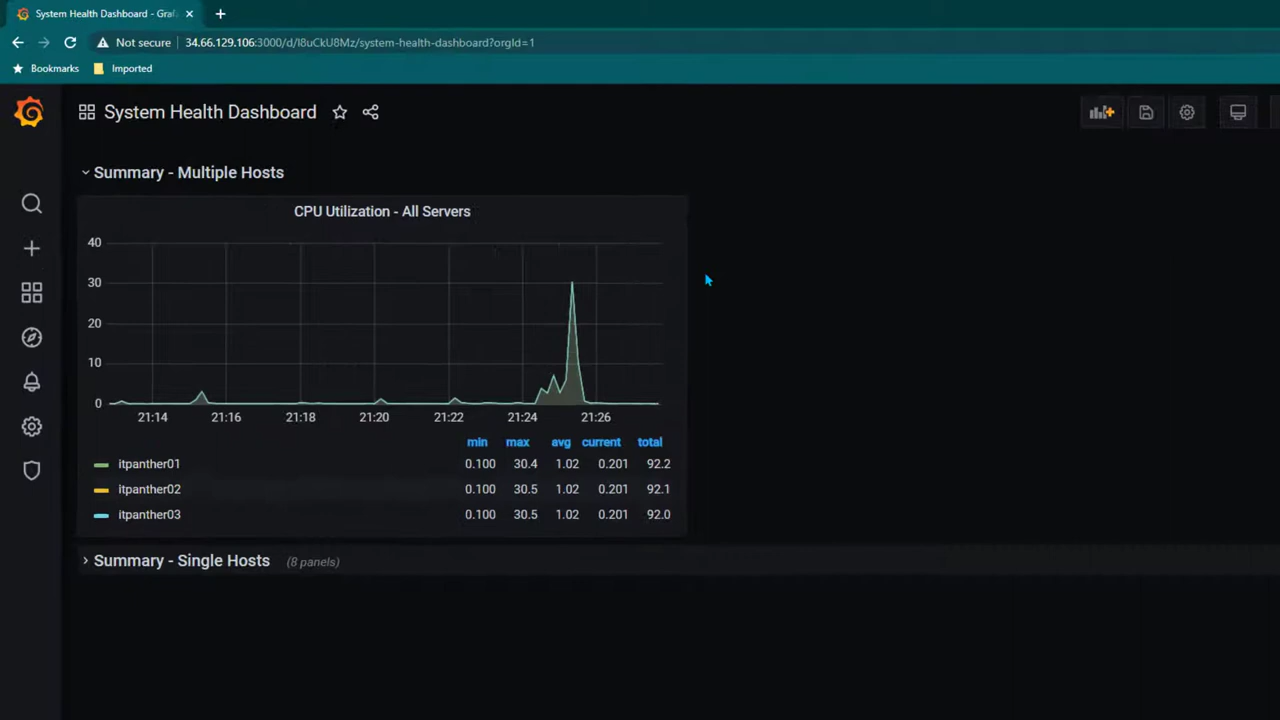 System Health Dashboard - Graf
Not secure
34.66.129.106:3000/d/I8uCkU8Mz/system-health-dashboard?orgId=1
Bookmarks
Imported
System Health Dashboard
Summary - Multiple Hosts
CPU Utilization - All Servers
40
30
20
10
0
21:14 21:16 21:18 21:20 21:22 21:24 21:26
min max avg current total
itpanther01 0.100 30.4 1.02 0.201 92.2
itpanther02 0.100 30.5 1.02 0.201 92.1
itpanther03 0.100 30.5 1.02 0.201 92.0
Summary - Single Hosts (8 panels)